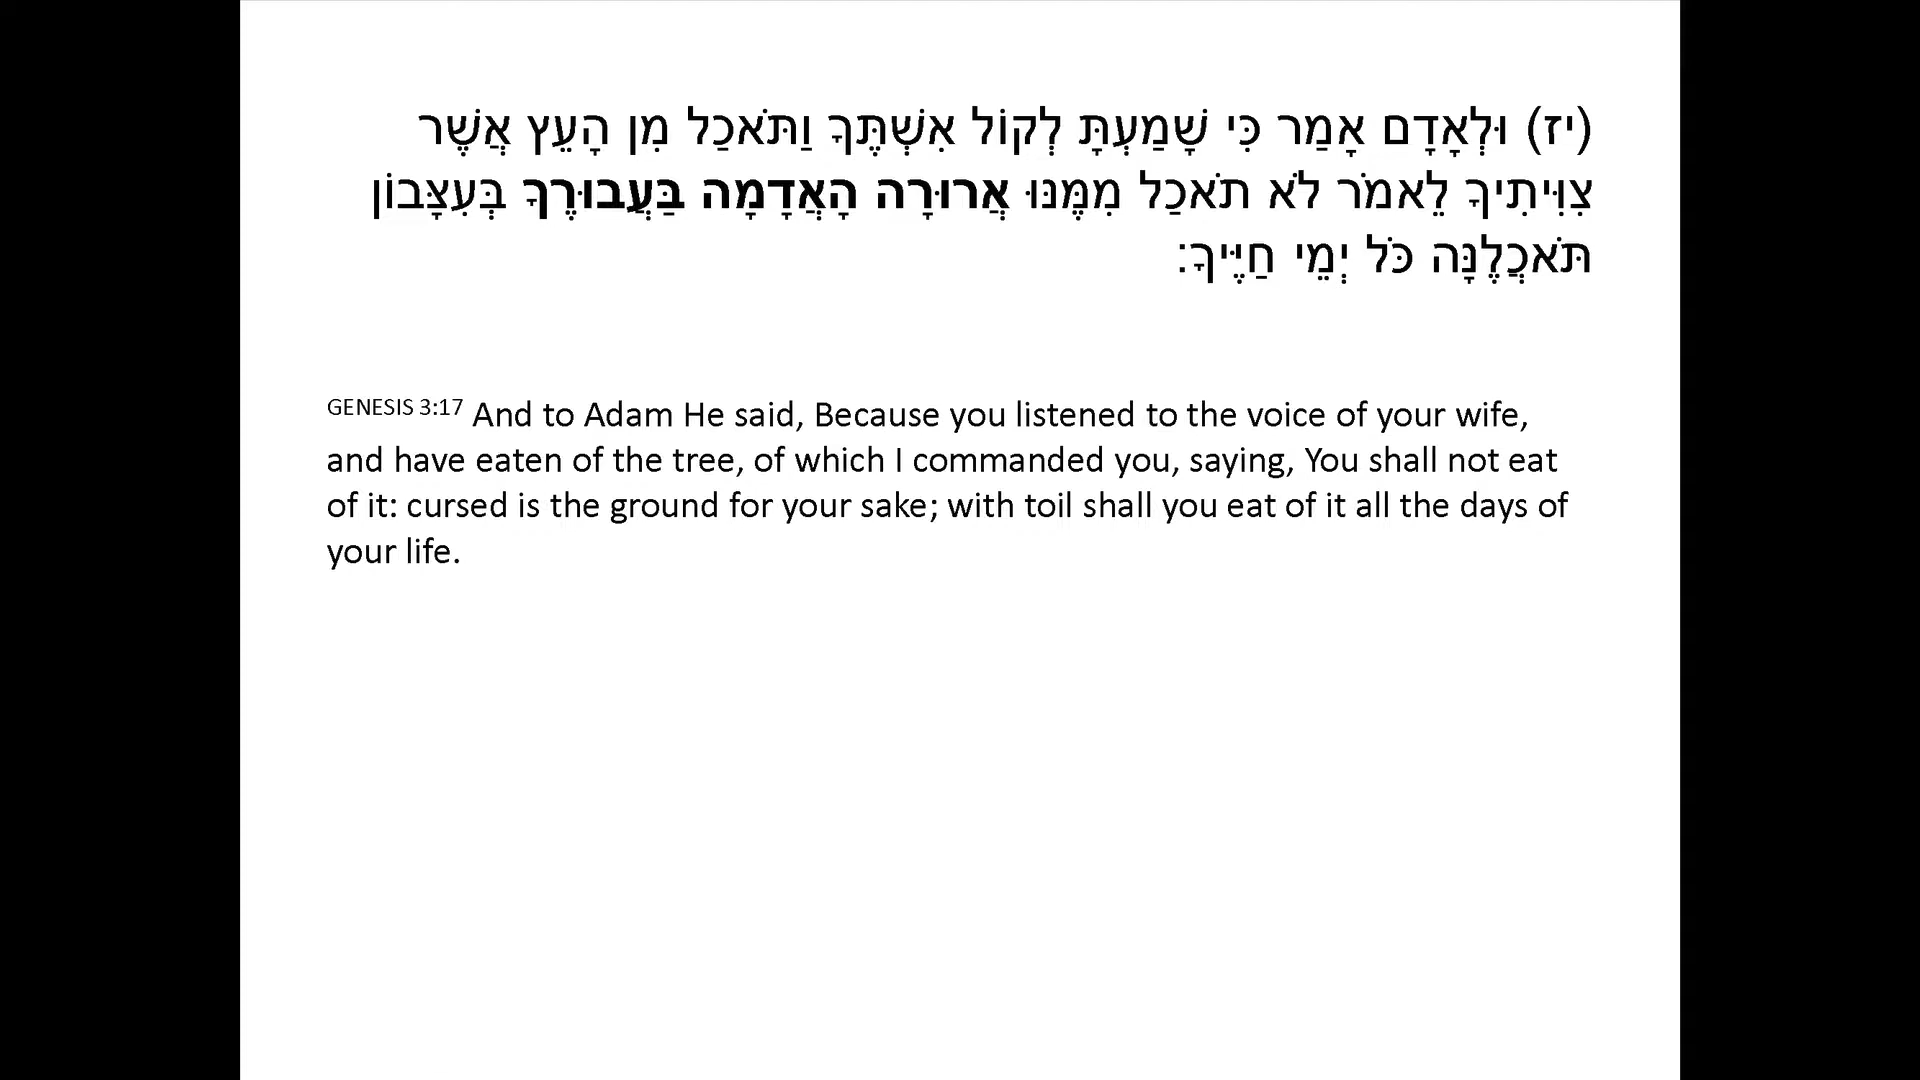 (יז) וּלְאָדָם אָמַר כִּי שָׁמַעְתָּ לְקוֹל אִשְׁתֶּךָ וַתֹּאכַל מִן הָעֵץ אֲשֶׁר
צִוִּיתִיךָ לֵאמֹר לֹא תֹאכַל מִמֶּנּוּ אֲרוּרָה הָאֲדָמָה בַּעֲבוּרֶךָ בְּעִצָּבוֹן
תֹּאכֲלֶנָּה כֹּל יְמֵי חַיֶּיךָ:
GENESIS 3:17 And to Adam He said, Because you listened to the voice of your wife,
and have eaten of the tree, of which I commanded you, saying, You shall not eat
of it: cursed is the ground for your sake; with toil shall you eat of it all the days of
your life.